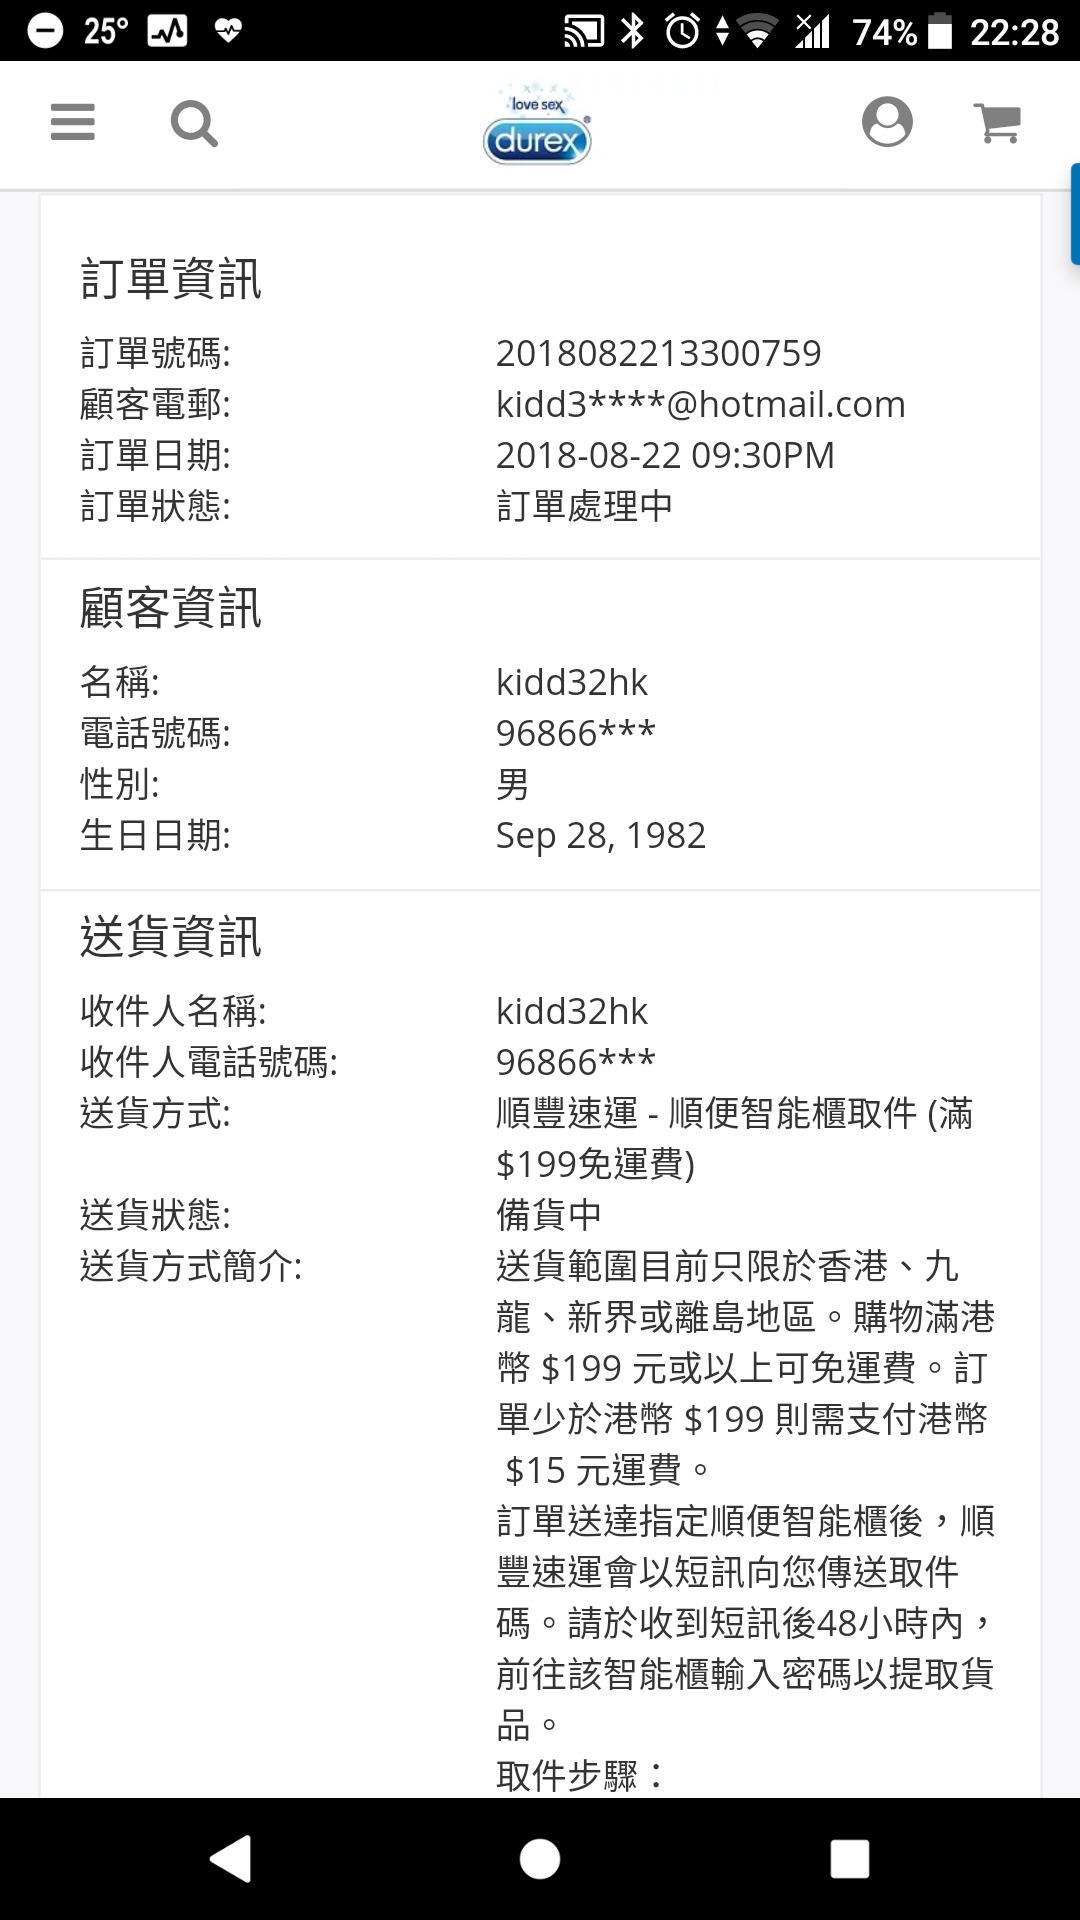 25°
74%
22:28
love sex
durex
訂單資訊
訂單號碼: 2018082213300759
顧客電郵: kidd3****@hotmail.com
訂單日期: 2018-08-22 09:30PM
訂單狀態: 訂單處理中
顧客資訊
名稱: kidd32hk
電話號碼: 96866***
性別: 男
生日日期: Sep 28, 1982
送貨資訊
收件人名稱: kidd32hk
收件人電話號碼: 96866***
送貨方式: 順豐速運 - 順便智能櫃取件 (滿
$199免運費)
送貨狀態: 備貨中
送貨方式簡介: 送貨範圍目前只限於香港、九
龍、新界或離島地區。購物滿港
幣 $199 元或以上可免運費。訂
單少於港幣 $199 則需支付港幣
$15 元運費。
訂單送達指定順便智能櫃後，順
豐速運會以短訊向您傳送取件
碼。請於收到短訊後48小時內，
前往該智能櫃輸入密碼以提取貨
品。
取件步驟：